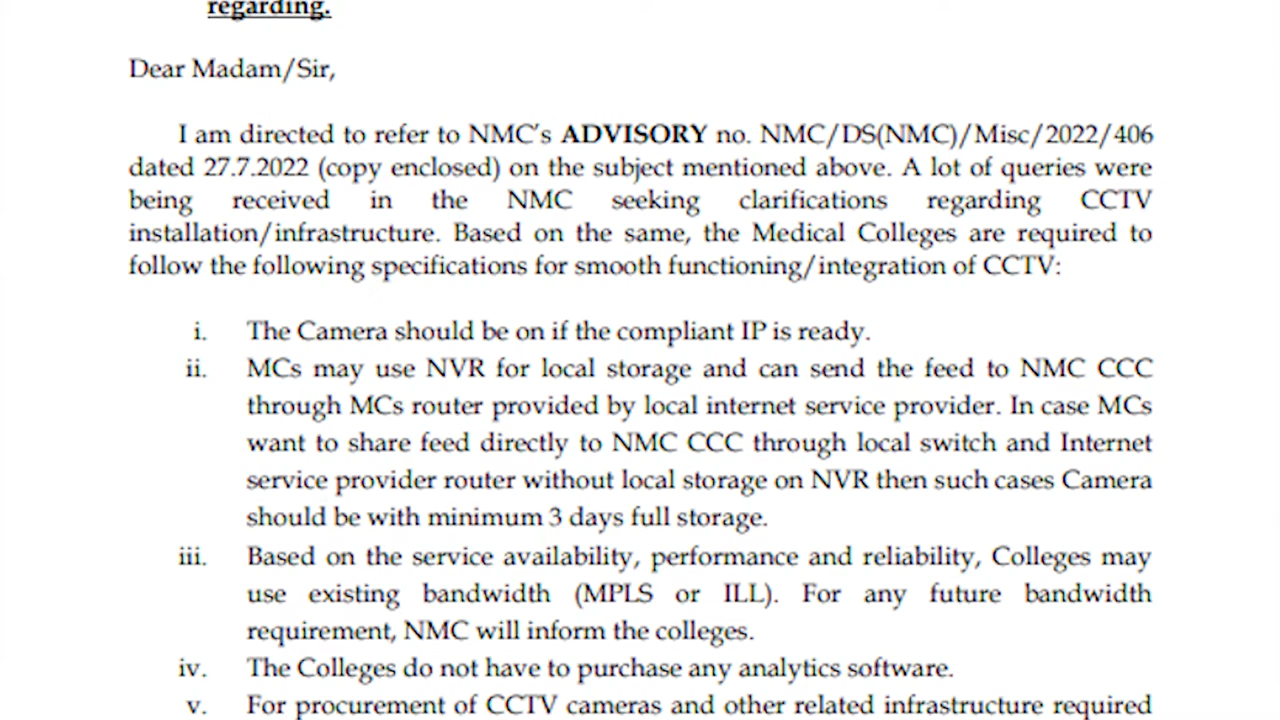 regarding.
Dear Madam/Sir,
I am directed to refer to NMC's ADVISORY no. NMC/DS(NMC)/Misc/2022/406
dated 27.7.2022 (copy enclosed) on the subject mentioned above. A lot of queries were
being received in the NMC seeking clarifications regarding CCTV
installation/infrastructure. Based on the same, the Medical Colleges are required to
follow the following specifications for smooth functioning/integration of CCTV:
i. The Camera should be on if the compliant IP is ready.
ii. MCs may use NVR for local storage and can send the feed to NMC CCC
through MCs router provided by local internet service provider. In case MCs
want to share feed directly to NMC CCC through local switch and Internet
service provider router without local storage on NVR then such cases Camera
should be with minimum 3 days full storage.
iii. Based on the service availability, performance and reliability, Colleges may
use existing bandwidth (MPLS or ILL). For any future bandwidth
requirement, NMC will inform the colleges.
iv. The Colleges do not have to purchase any analytics software.
v. For procurement of CCTV cameras and other related infrastructure required